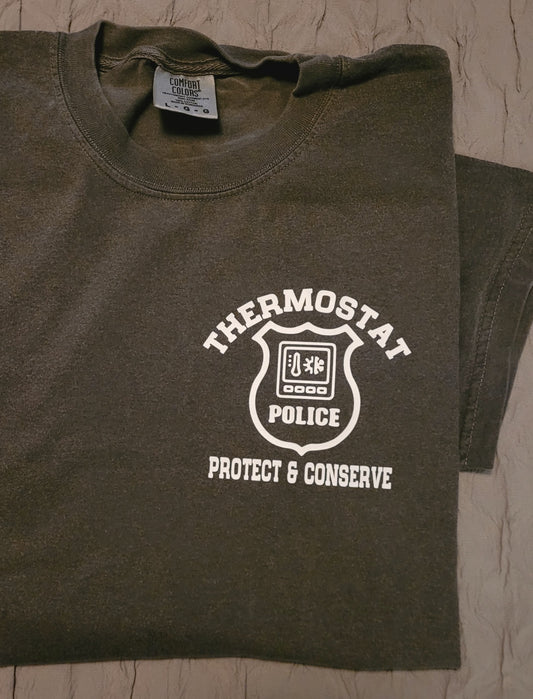 COMFORT
COLORS
L - G - G
THERMOSTAT
POLICE
PROTECT & CONSERVE